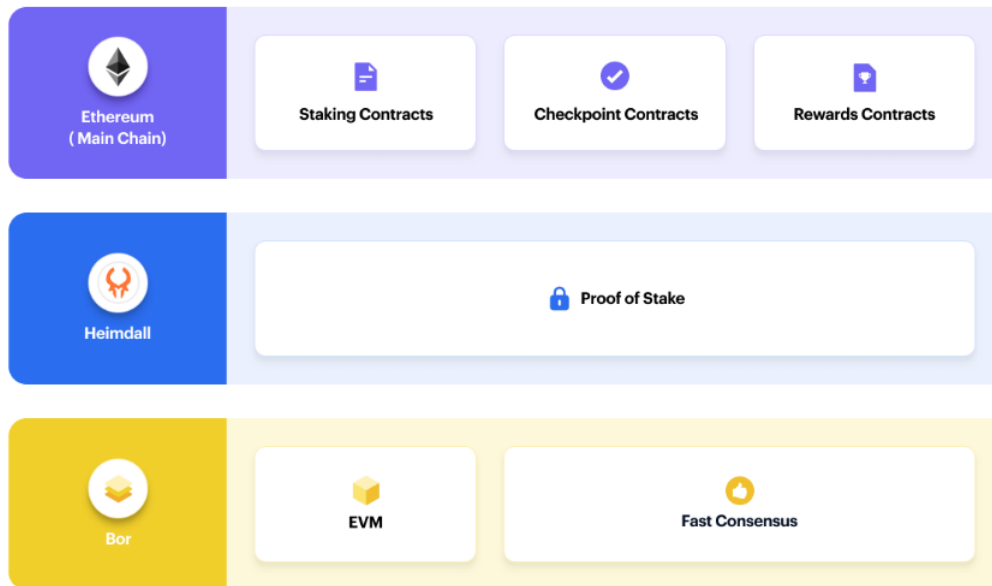 Ethereum
( Main Chain)
Staking Contracts
Checkpoint Contracts
Rewards Contracts
Heimdall
Proof of Stake
Bor
EVM
Fast Consensus